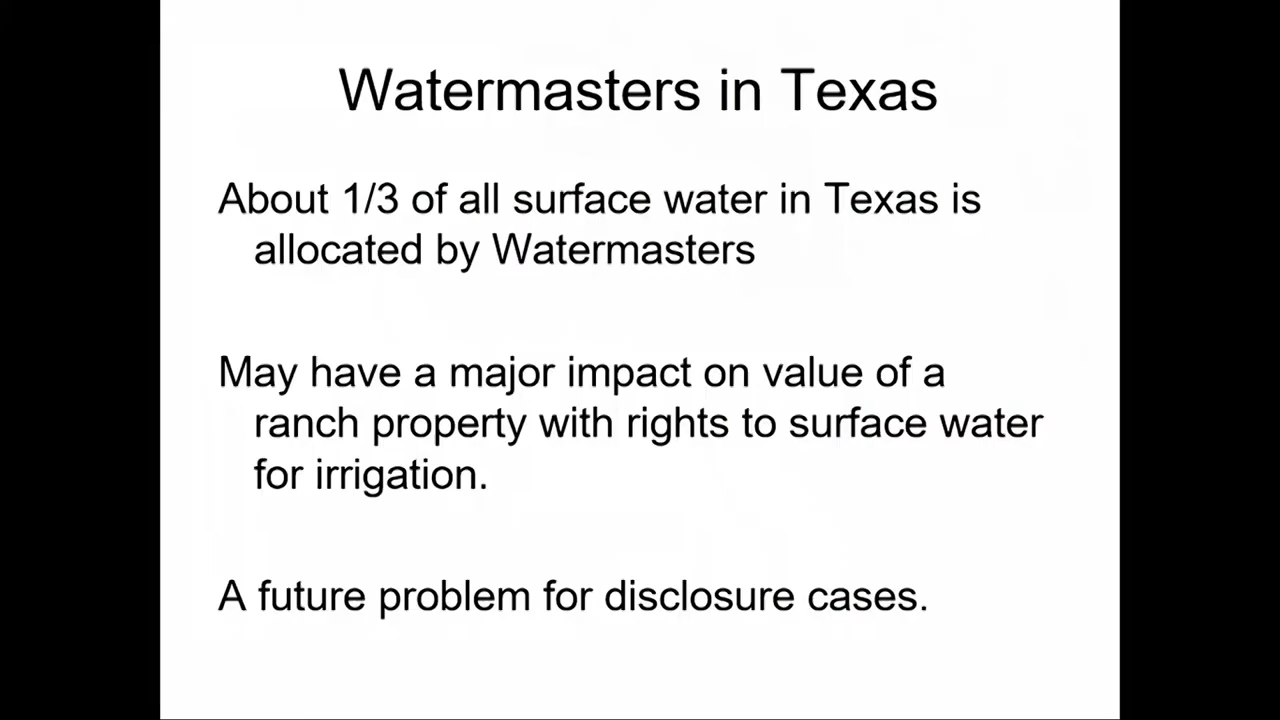 Watermasters in Texas
About 1/3 of all surface water in Texas is
allocated by Watermasters
May have a major impact on value of a
ranch property with rights to surface water
for irrigation.
A future problem for disclosure cases.